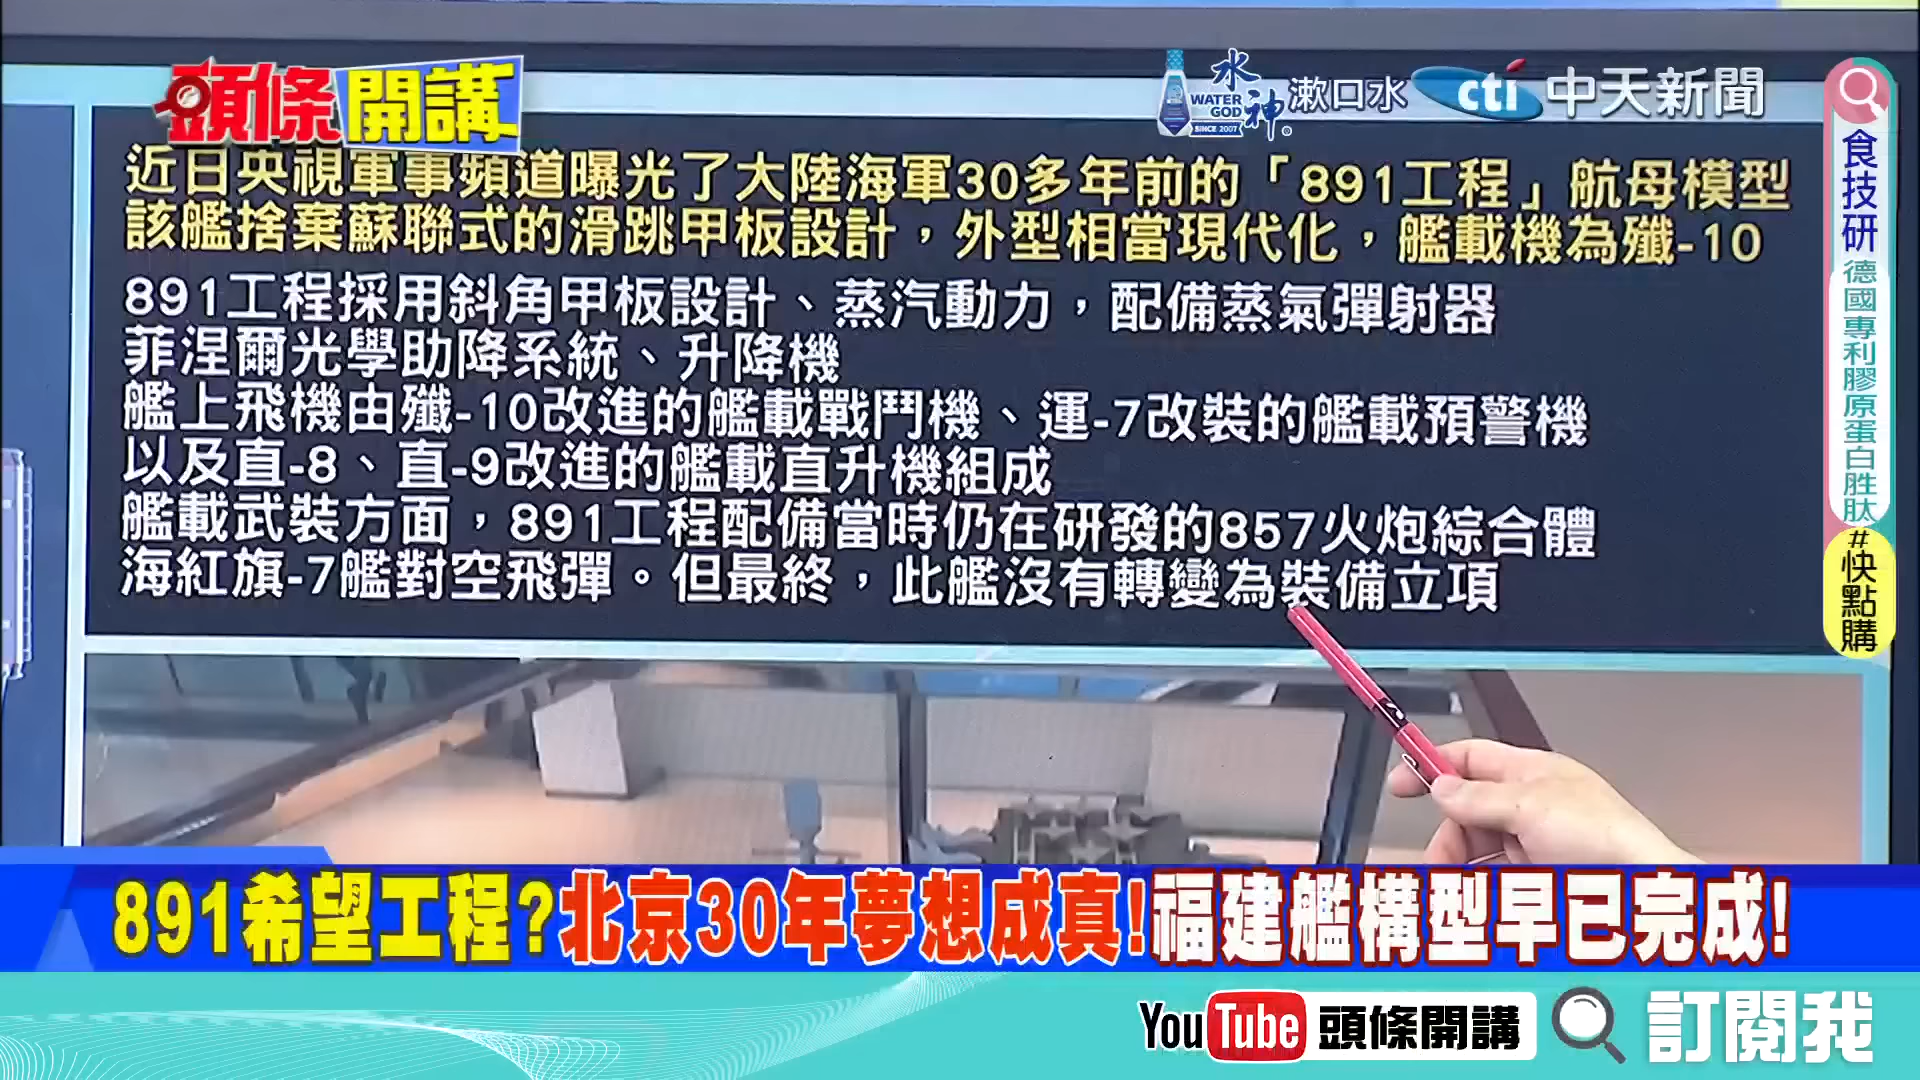 頭條開講
水神
WATER GOD
SINCE 2007
漱口水
cti 中天新聞
近日央視軍事頻道曝光了大陸海軍30多年前的「891工程」航母模型
該艦捨棄蘇聯式的滑跳甲板設計，外型相當現代化，艦載機為殲-10
891工程採用斜角甲板設計、蒸汽動力，配備蒸氣彈射器
菲涅爾光學助降系統、升降機
艦上飛機由殲-10改進的艦載戰鬥機、運-7改裝的艦載預警機
以及直-8、直-9改進的艦載直升機組成
艦載武裝方面，891工程配備當時仍在研發的857火炮綜合體
海紅旗-7艦對空飛彈。但最終，此艦沒有轉變為裝備立項
食技研
德國專利膠原蛋白胜肽
#快點購
891希望工程?北京30年夢想成真!福建艦構型早已完成!
YouTube 頭條開講 訂閱我